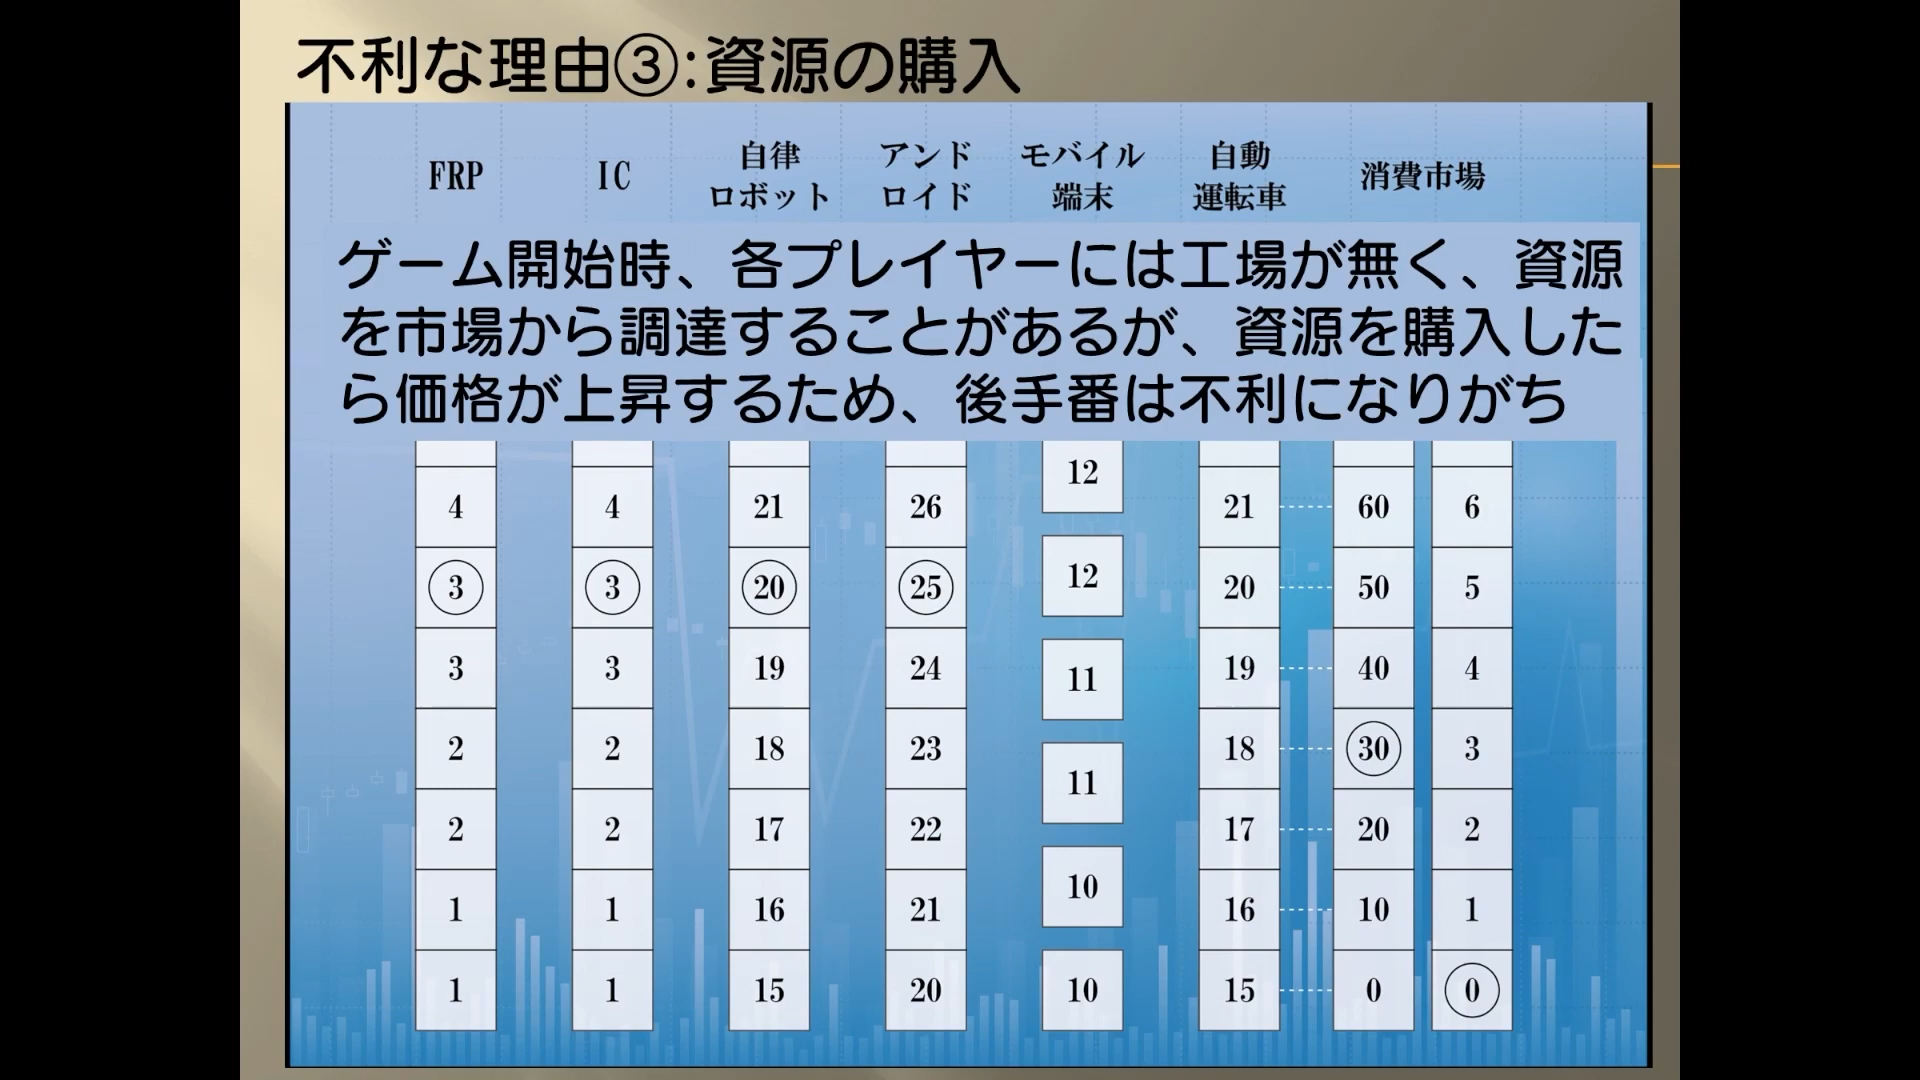 不利な理由③:資源の購入
FRP IC 自律ロボット アンドロイド モバイル端末 自動運転車 消費市場
ゲーム開始時、各プレイヤーには工場が無く、資源
を市場から調達することがあるが、資源を購入した
ら価格が上昇するため、後手番は不利になりがち
12
4 4 21 26 21 60 6
12
3 3 20 25 20 50 5
3 3 19 24 11 19 40 4
2 2 18 23 18 30 3
11
2 2 17 22 17 20 2
10
1 1 16 21 16 10 1
1 1 15 20 10 15 0 0